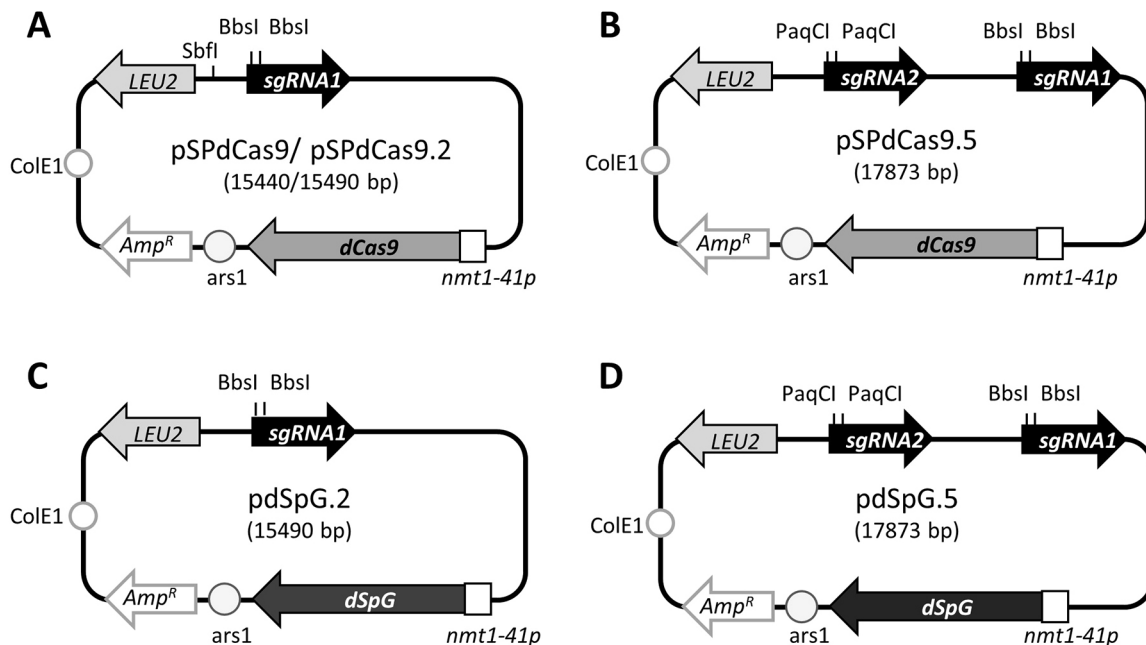 A
BbsI BbsI
SbfI
LEU2
sgRNA1
pSPdCas9/ pSPdCas9.2
(15440/15490 bp)
ColE1
AmpR
dCas9
ars1
nmt1-41p
B
PaqCI PaqCI
BbsI BbsI
LEU2
sgRNA2
sgRNA1
pSPdCas9.5
(17873 bp)
ColE1
AmpR
dCas9
ars1
nmt1-41p
C
BbsI BbsI
LEU2
sgRNA1
pdSpG.2
(15490 bp)
ColE1
AmpR
dSpG
ars1
nmt1-41p
D
PaqCI PaqCI
BbsI BbsI
LEU2
sgRNA2
sgRNA1
pdSpG.5
(17873 bp)
ColE1
AmpR
dSpG
ars1
nmt1-41p